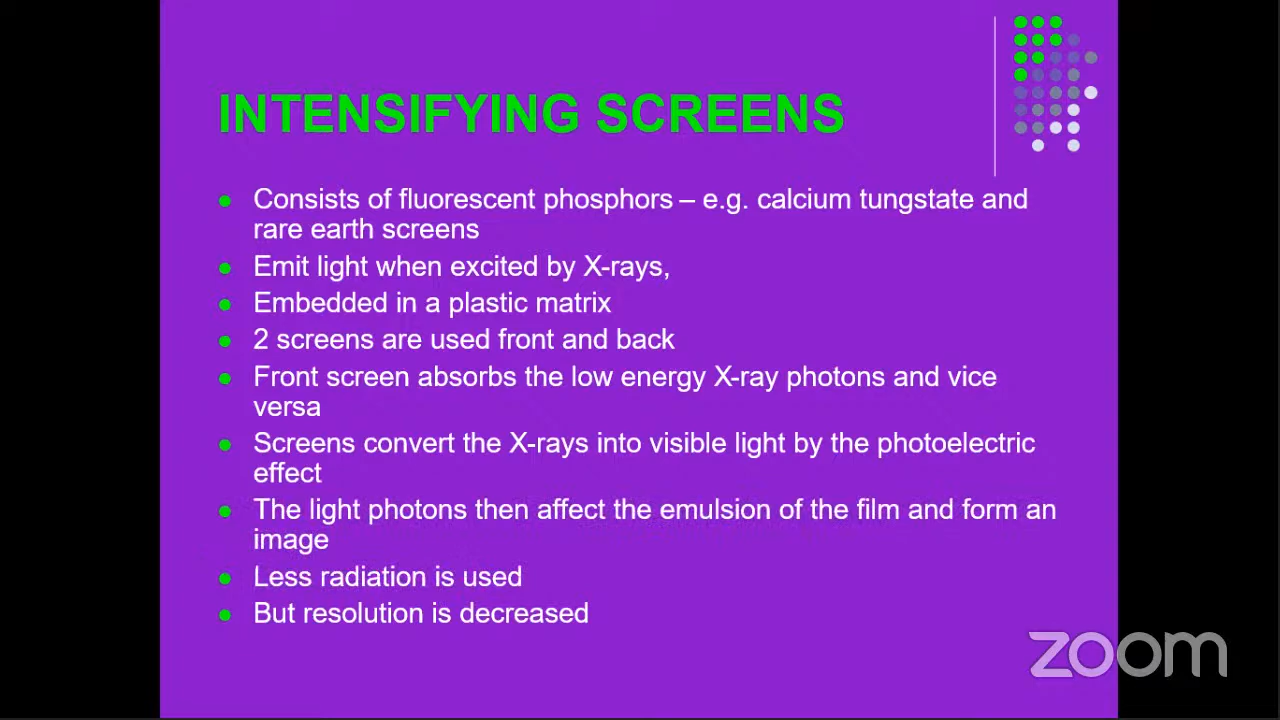 INTENSIFYING SCREENS
Consists of fluorescent phosphors – e.g. calcium tungstate and
rare earth screens
Emit light when excited by X-rays,
Embedded in a plastic matrix
2 screens are used front and back
Front screen absorbs the low energy X-ray photons and vice
versa
Screens convert the X-rays into visible light by the photoelectric
effect
The light photons then affect the emulsion of the film and form an
image
Less radiation is used
But resolution is decreased
zoom